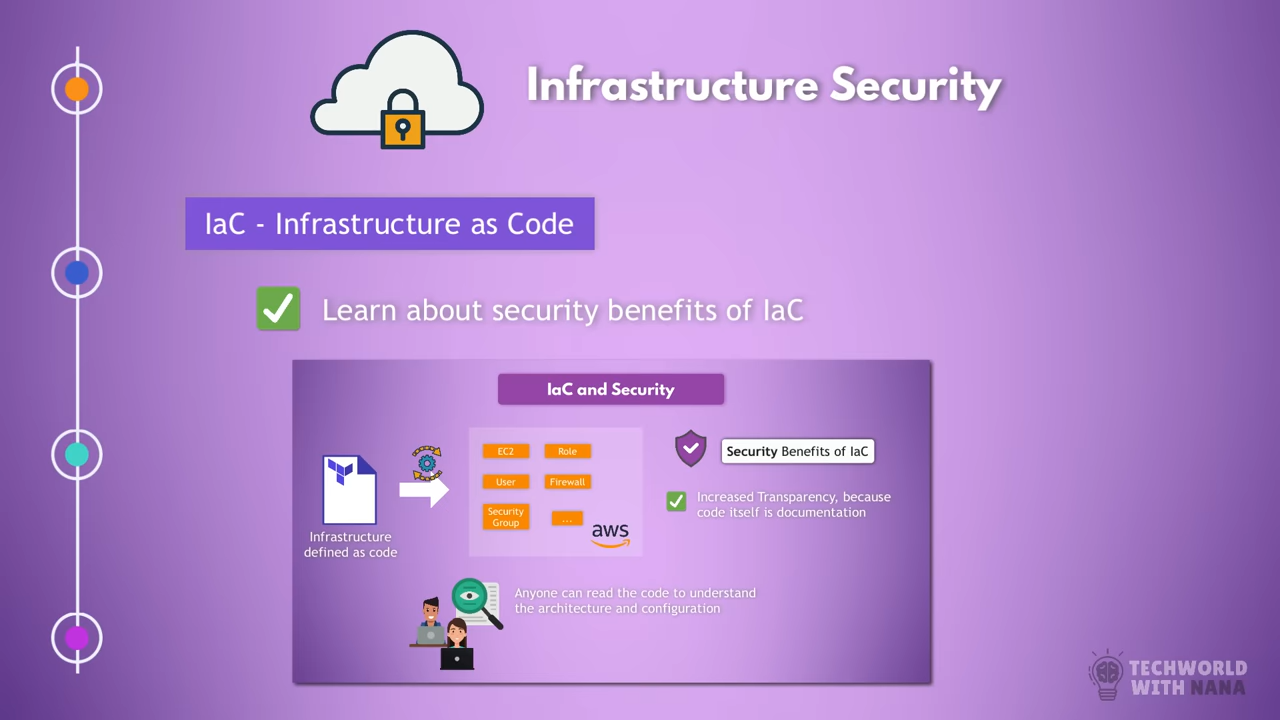 Infrastructure Security
IaC - Infrastructure as Code
Learn about security benefits of IaC
IaC and Security
EC2
Role
User
Firewall
Security
Group
...
aws
Infrastructure
defined as code
Security Benefits of IaC
Increased Transparency, because
code itself is documentation
Anyone can read the code to understand
the architecture and configuration
TECHWORLD
WITH NANA